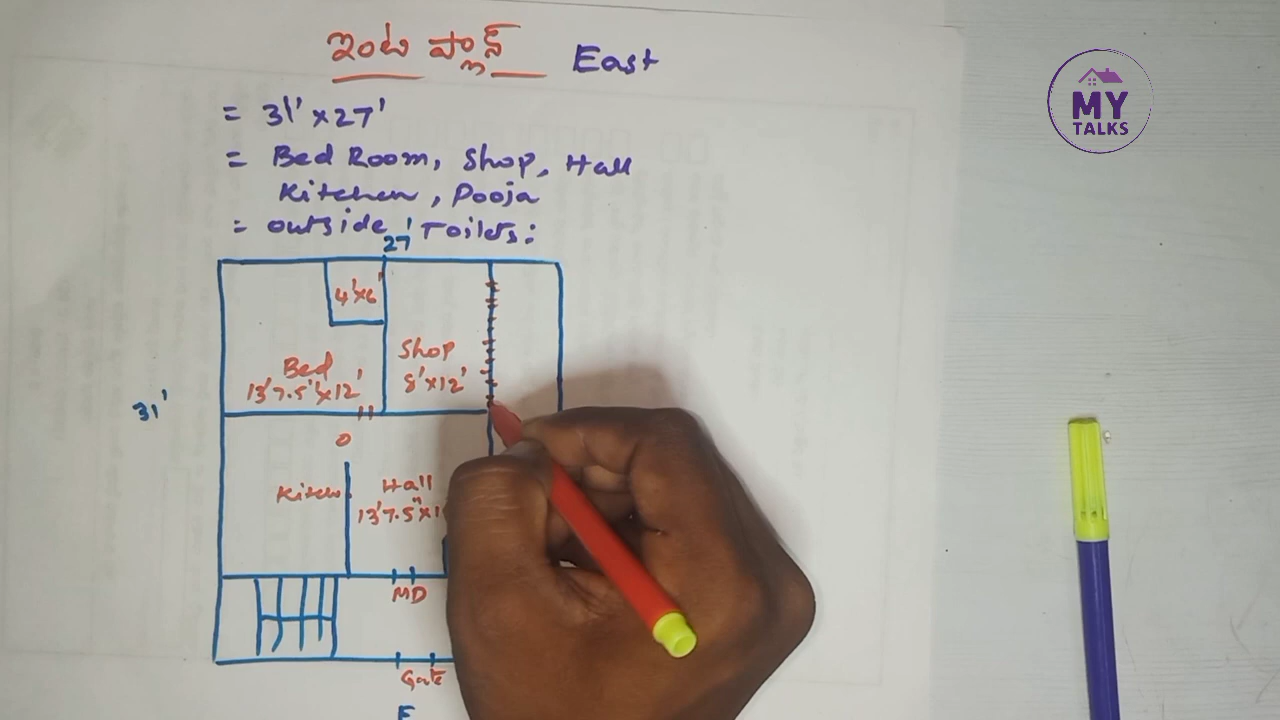 ఇంటి ప్లాన్ East
= 31' x 27'
= Bed Room, Shop, Hall
Kitchen, Pooja
= outside Toilets:
27'
4'x6'
Shop
8'x12'
Bed
13'7.5"x12'
31'
O
Kitchen
Hall
13'7.5"x1
MD
Gate
E
MY
TALKS